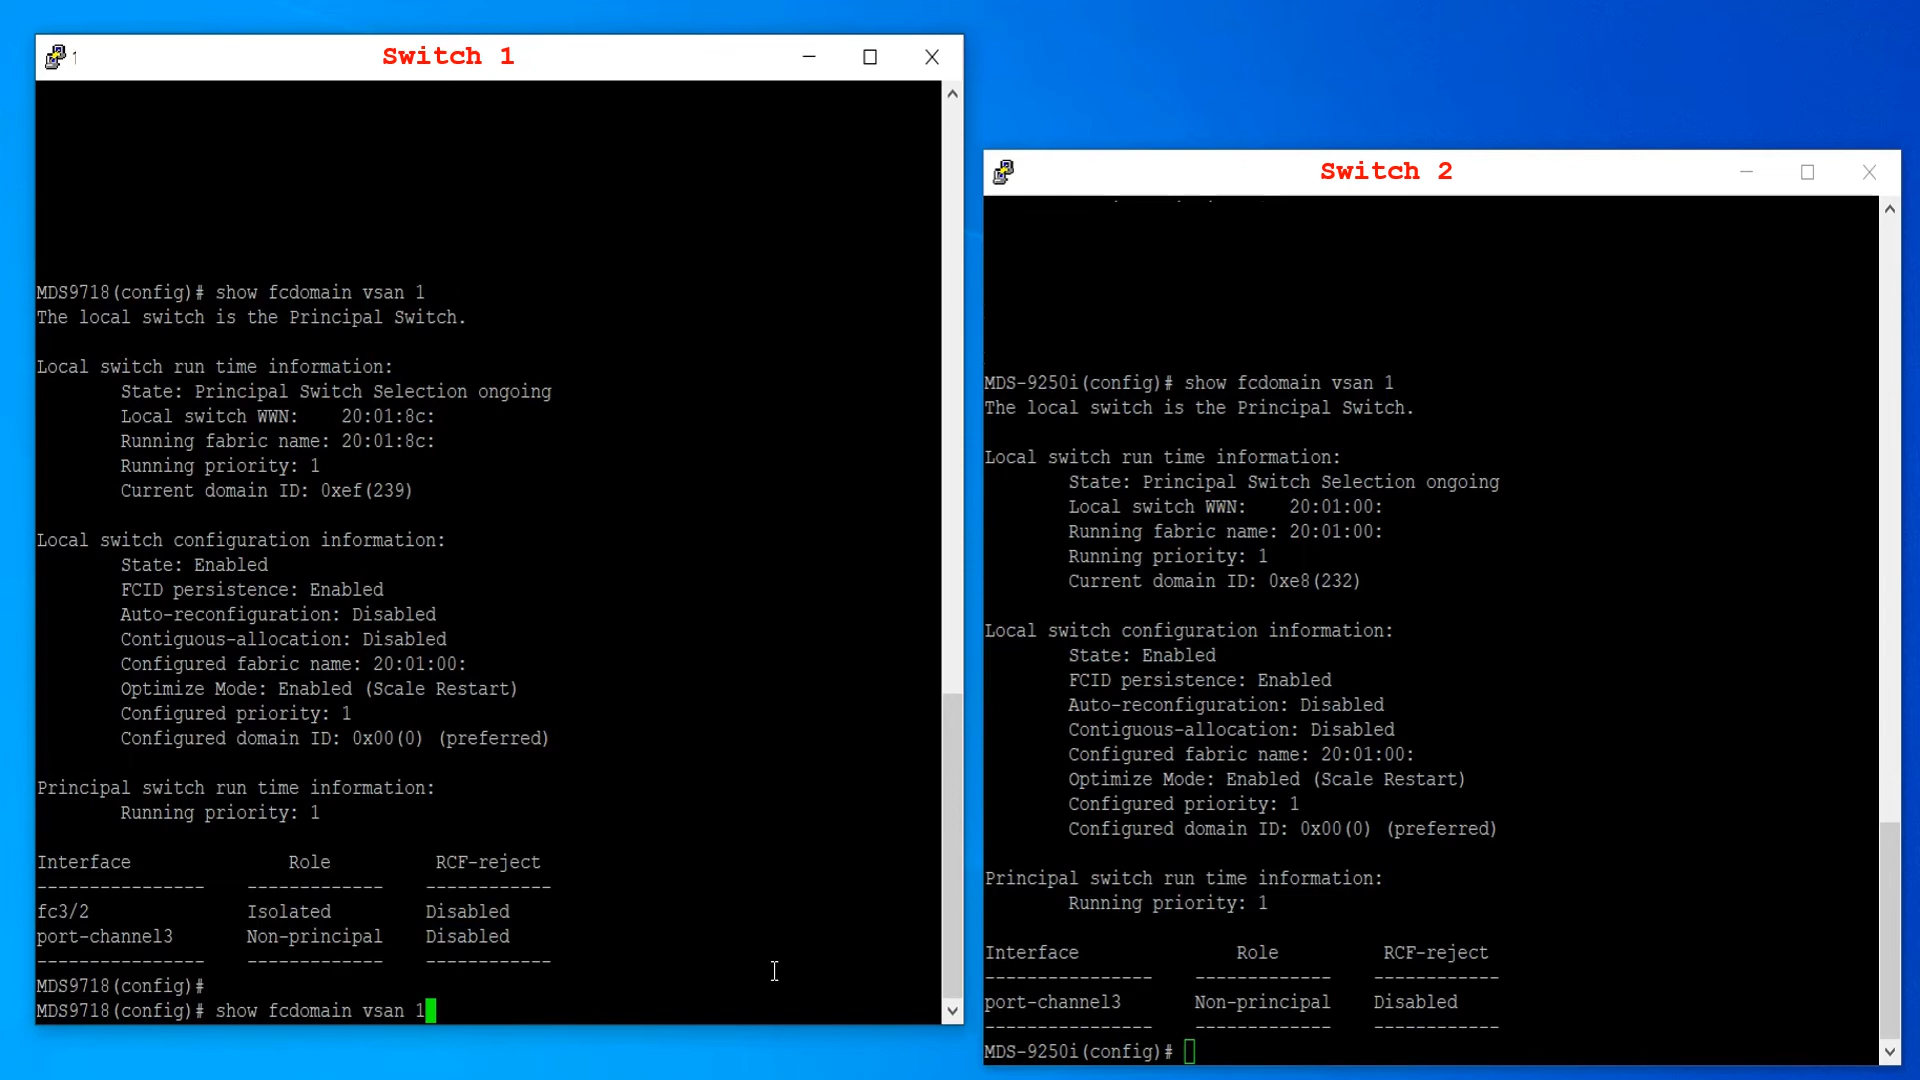 Switch 1
MDS9718(config)# show fcdomain vsan 1
The local switch is the Principal Switch.
Local switch run time information:
State: Principal Switch Selection ongoing
Local switch WWN:    20:01:8c:
Running fabric name: 20:01:8c:
Running priority: 1
Current domain ID: 0xef(239)
Local switch configuration information:
State: Enabled
FCID persistence: Enabled
Auto-reconfiguration: Disabled
Contiguous-allocation: Disabled
Configured fabric name: 20:01:00:
Optimize Mode: Enabled (Scale Restart)
Configured priority: 1
Configured domain ID: 0x00(0) (preferred)
Principal switch run time information:
Running priority: 1
Interface Role RCF-reject
---------------- ------------- ------------
fc3/2 Isolated Disabled
port-channel3 Non-principal Disabled
---------------- ------------- ------------
MDS9718(config)#
MDS9718(config)# show fcdomain vsan 1
Switch 2
MDS-9250i(config)# show fcdomain vsan 1
The local switch is the Principal Switch.
Local switch run time information:
State: Principal Switch Selection ongoing
Local switch WWN:    20:01:00:
Running fabric name: 20:01:00:
Running priority: 1
Current domain ID: 0xe8(232)
Local switch configuration information:
State: Enabled
FCID persistence: Enabled
Auto-reconfiguration: Disabled
Contiguous-allocation: Disabled
Configured fabric name: 20:01:00:
Optimize Mode: Enabled (Scale Restart)
Configured priority: 1
Configured domain ID: 0x00(0) (preferred)
Principal switch run time information:
Running priority: 1
Interface Role RCF-reject
---------------- ------------- ------------
port-channel3 Non-principal Disabled
---------------- ------------- ------------
MDS-9250i(config)#